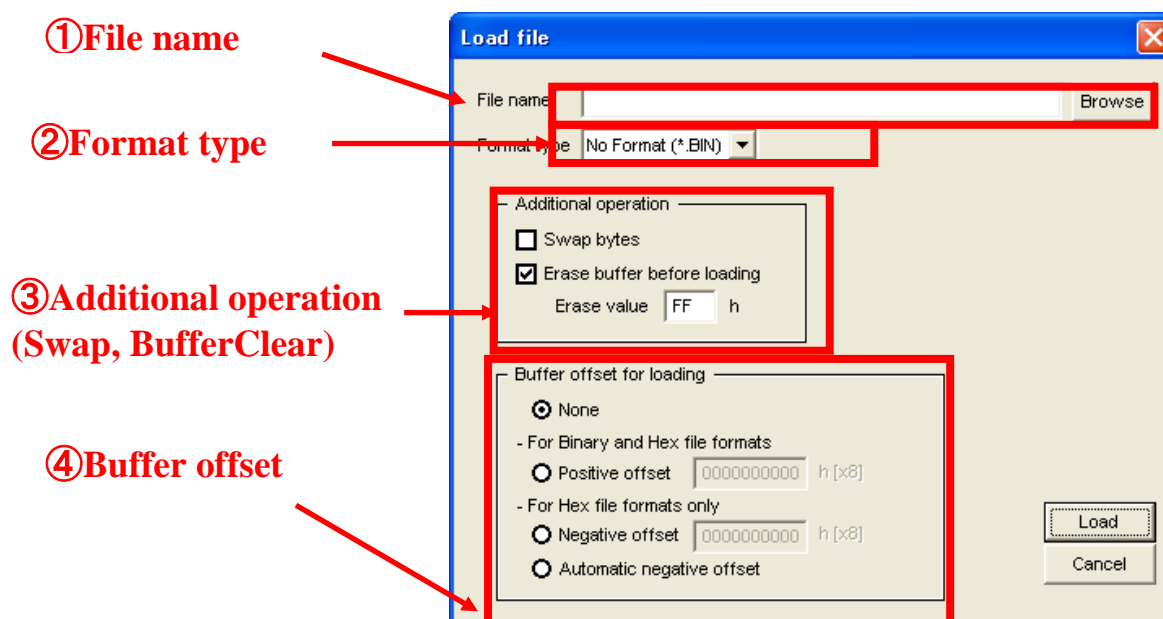 ①File name
②Format type
③Additional operation
(Swap, BufferClear)
④Buffer offset
Load file
File name
Browse
Format type No Format (*.BIN)
Additional operation
Swap bytes
Erase buffer before loading
Erase value FF h
Buffer offset for loading
None
- For Binary and Hex file formats
Positive offset 0000000000 h [x8]
- For Hex file formats only
Negative offset 0000000000 h [x8]
Automatic negative offset
Load
Cancel